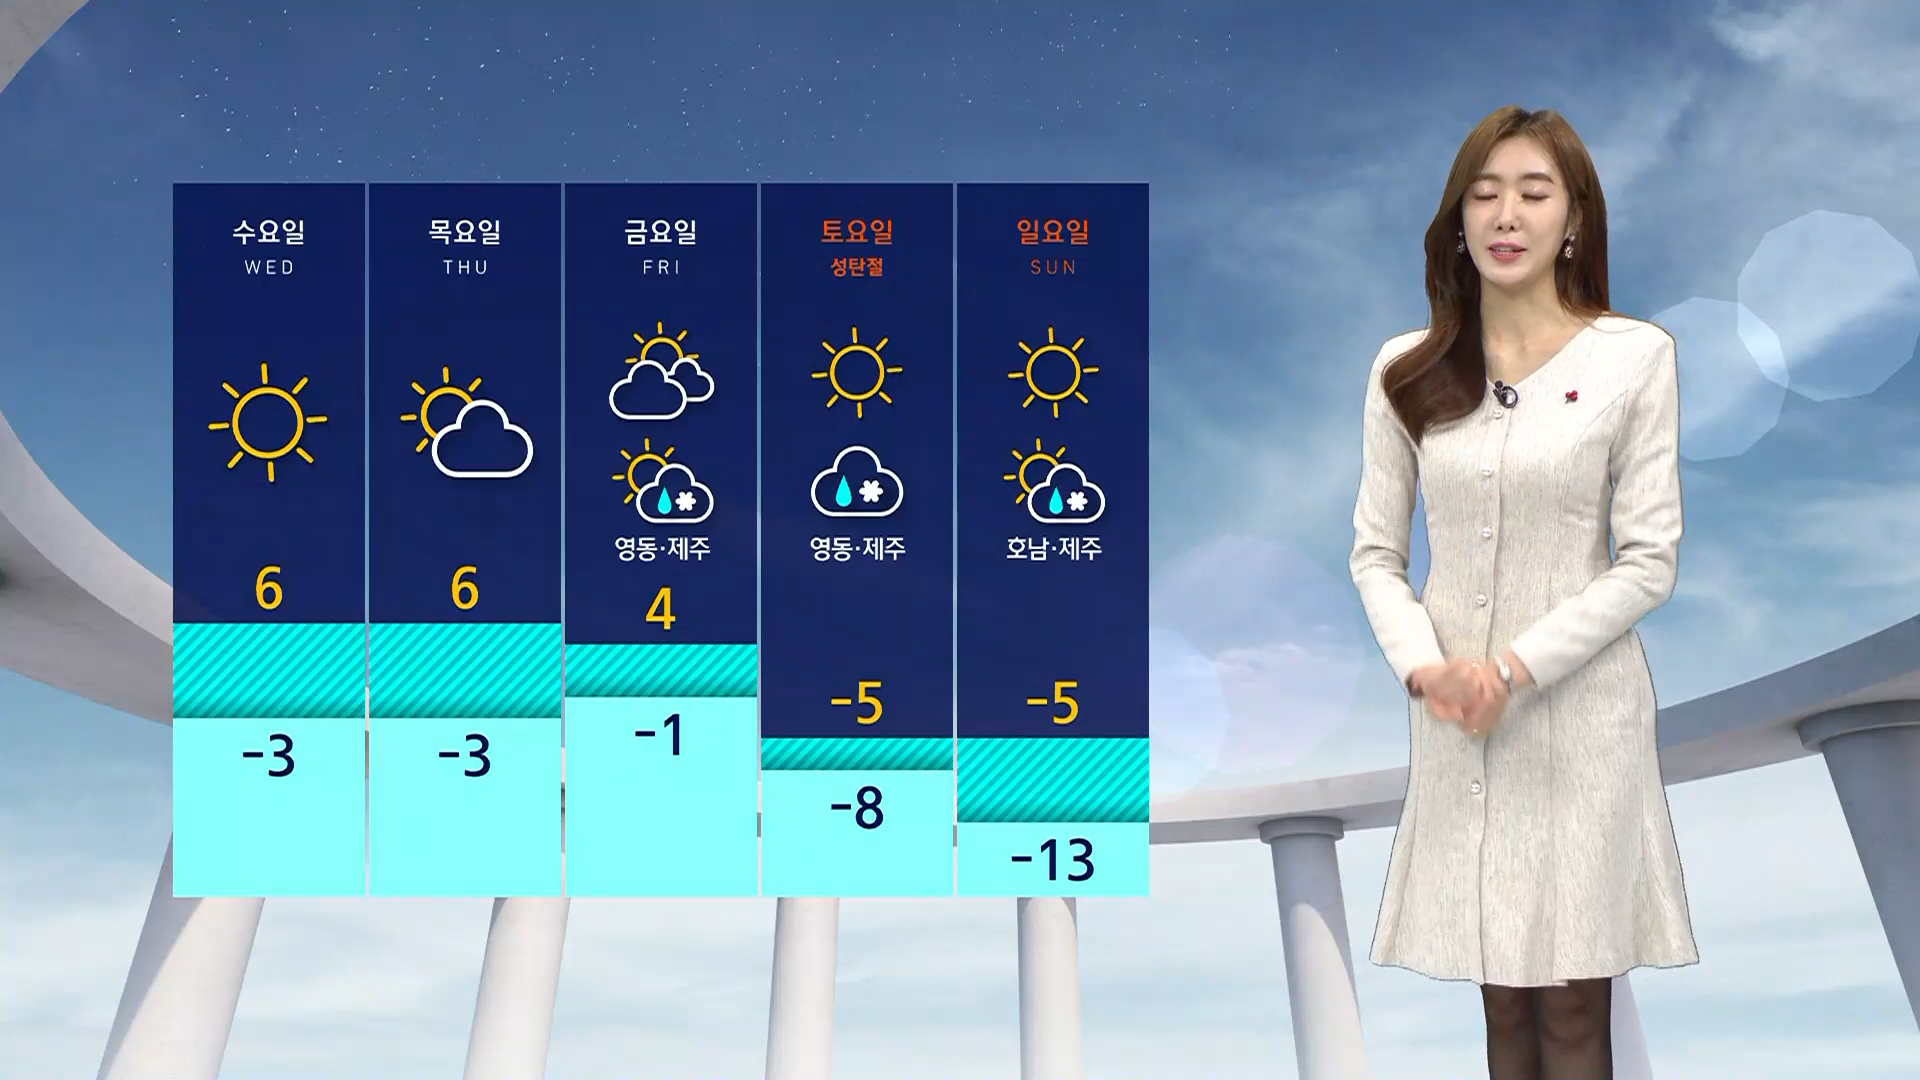 수요일
WED
6
-3
목요일
THU
6
-3
금요일
FRI
영동·제주
4
-1
토요일
성탄절
영동·제주
-5
-8
일요일
SUN
호남·제주
-5
-13